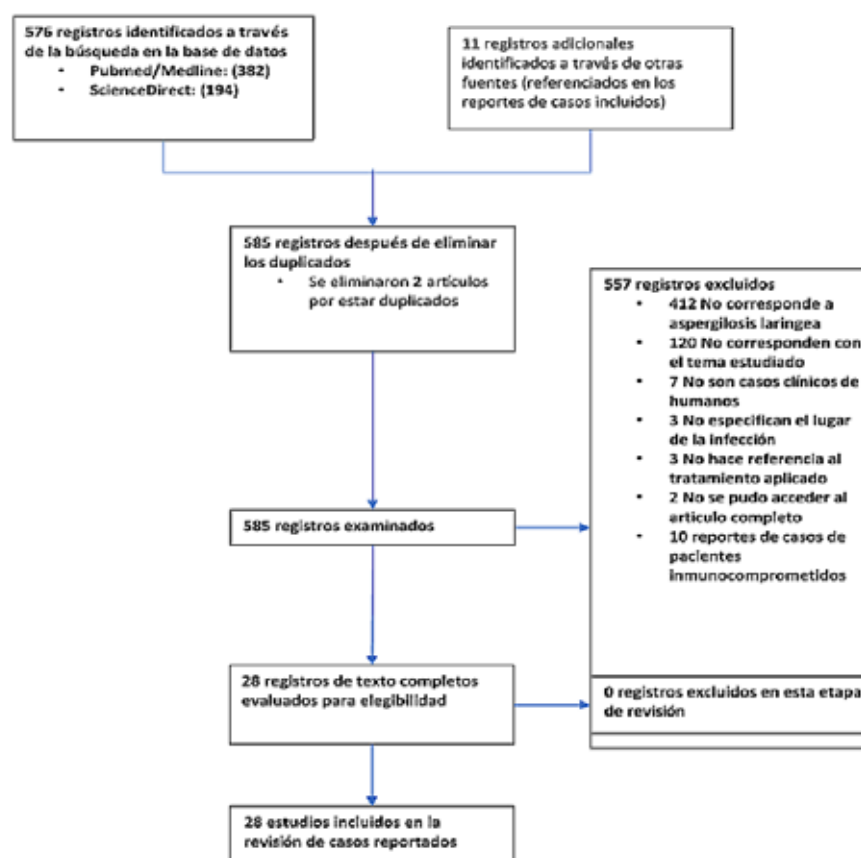 576 registros identificados a través
de la búsqueda en la base de datos
• Pubmed/Medline: (382)
• ScienceDirect: (194)
11 registros adicionales
identificados a través de otras
fuentes (referenciados en los
reportes de casos incluidos)
585 registros después de eliminar
los duplicados
• Se eliminaron 2 artículos
por estar duplicados
557 registros excluidos
• 412 No corresponde a
aspergilosis laringea
• 120 No corresponden con
el tema estudiado
• 7 No son casos clínicos de
humanos
• 3 No especifican el lugar
de la infección
• 3 No hace referencia al
tratamiento aplicado
• 2 No se pudo acceder al
articulo completo
• 10 reportes de casos de
pacientes
inmunocomprometidos
585 registros examinados
28 registros de texto completos
evaluados para elegibilidad
0 registros excluidos en esta etapa
de revisión
28 estudios incluidos en la
revisión de casos reportados